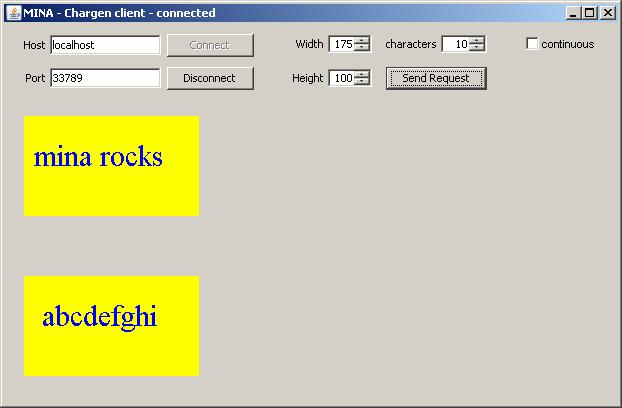 MINA - Chargen client - connected
Host localhost Connect Width 175 characters 10 continuous
Port 33789 Disconnect Height 100 Send Request
mina rocks
abcdefghi